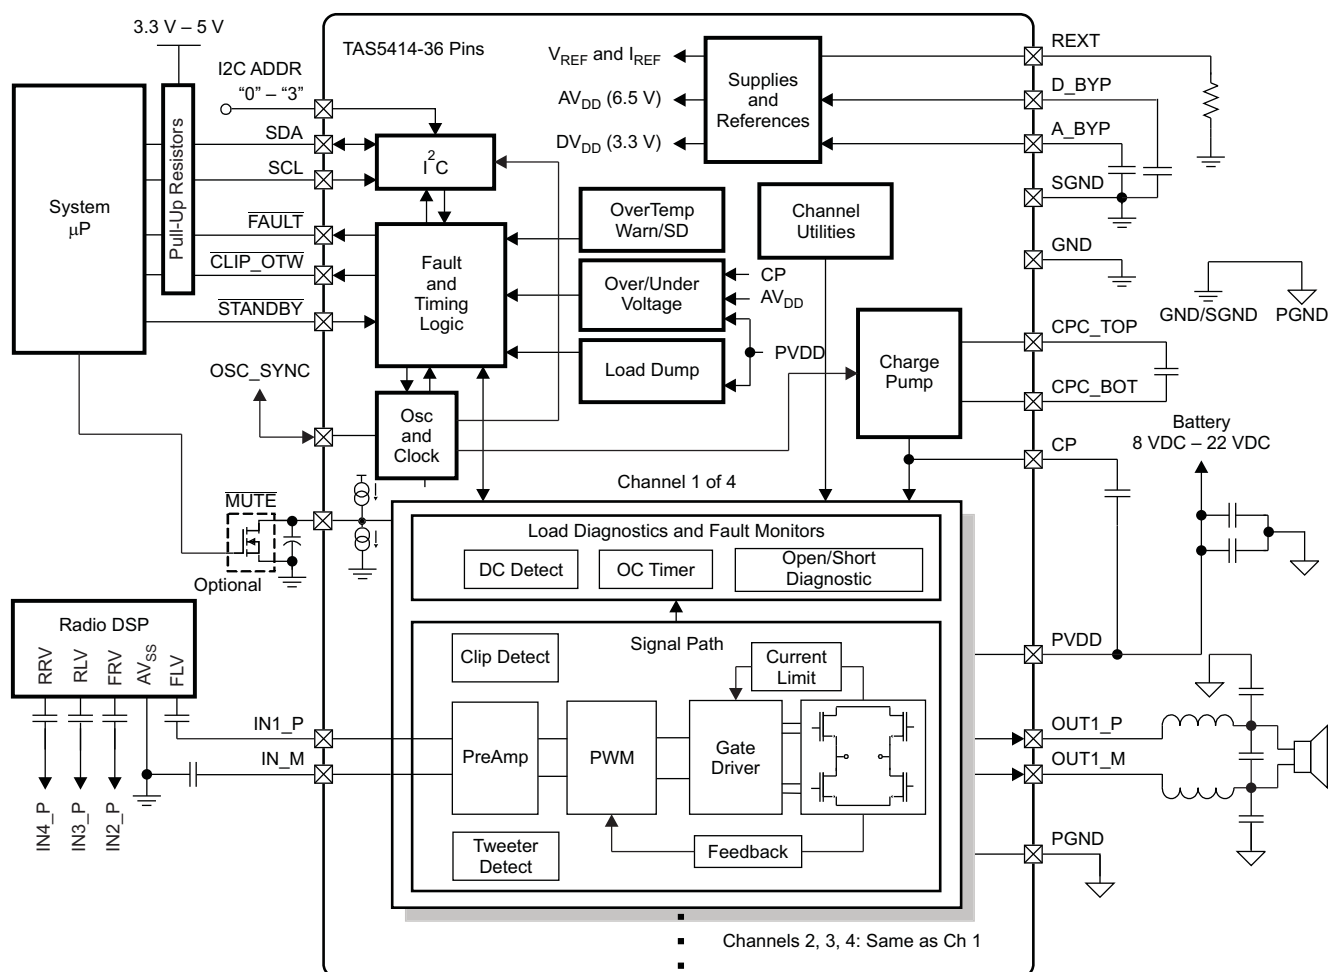 3.3 V – 5 V
TAS5414-36 Pins
I2C ADDR
“0” – “3”
SDA
SCL
FAULT
CLIP_OTW
STANDBY
OSC_SYNC
MUTE
Optional
System
μP
Pull-Up Resistors
I2C
Fault
and
Timing
Logic
Osc
and
Clock
VREF and IREF
AVDD (6.5 V)
DVDD (3.3 V)
Supplies
and
References
OverTemp
Warn/SD
Channel
Utilities
Over/Under
Voltage
CP
AVDD
PVDD
Load Dump
Charge
Pump
REXT
D_BYP
A_BYP
SGND
GND
GND/SGND
PGND
CPC_TOP
CPC_BOT
CP
Battery
8 VDC – 22 VDC
Channel 1 of 4
Load Diagnostics and Fault Monitors
DC Detect
OC Timer
Open/Short
Diagnostic
Signal Path
Clip Detect
Current
Limit
PreAmp
PWM
Gate
Driver
Tweeter
Detect
Feedback
Radio DSP
RRV
RLV
FRV
AVSS
FLV
IN1_P
IN_M
IN4_P
IN3_P
IN2_P
PVDD
OUT1_P
OUT1_M
PGND
Channels 2, 3, 4: Same as Ch 1